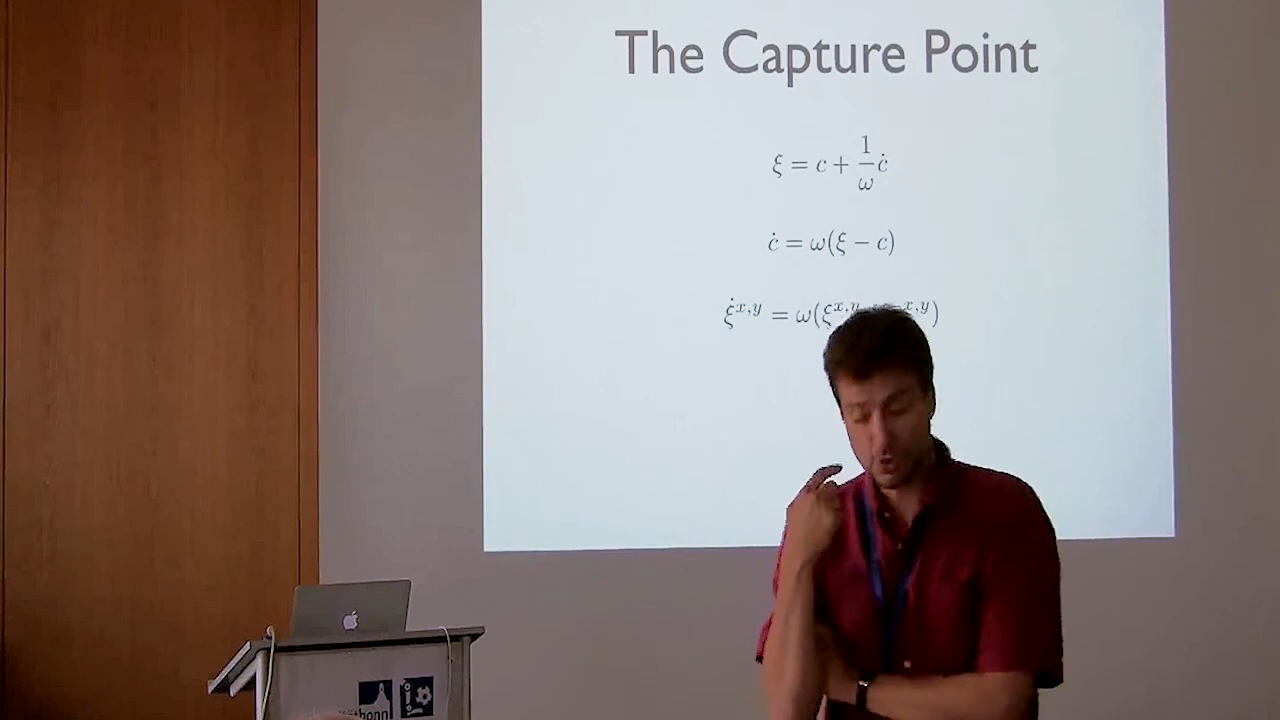 The Capture Point
ξ = c + 1/ω ċ
ċ = ω(ξ − c)
ξ̇^{x,y} = ω(ξ^{x,y} x,y)